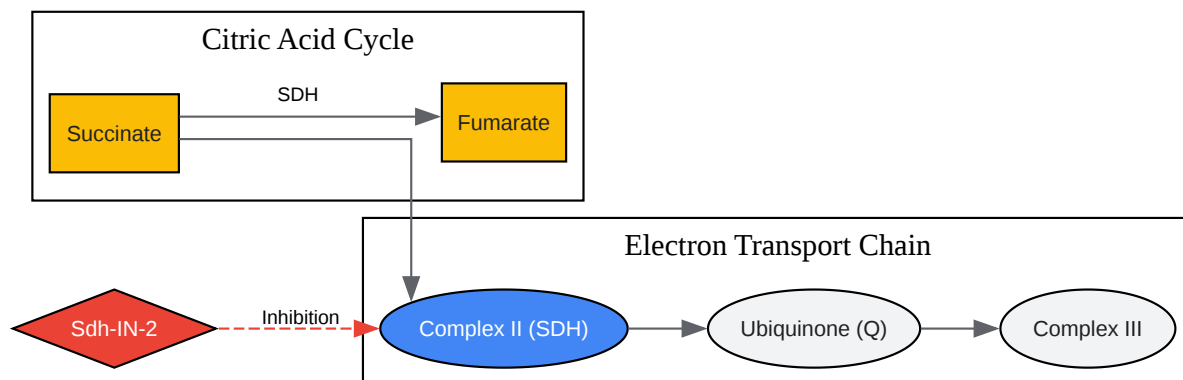 Citric Acid Cycle
SDH
Succinate
Fumarate
Electron Transport Chain
Sdh-IN-2
Inhibition
Complex II (SDH)
Ubiquinone (Q)
Complex III